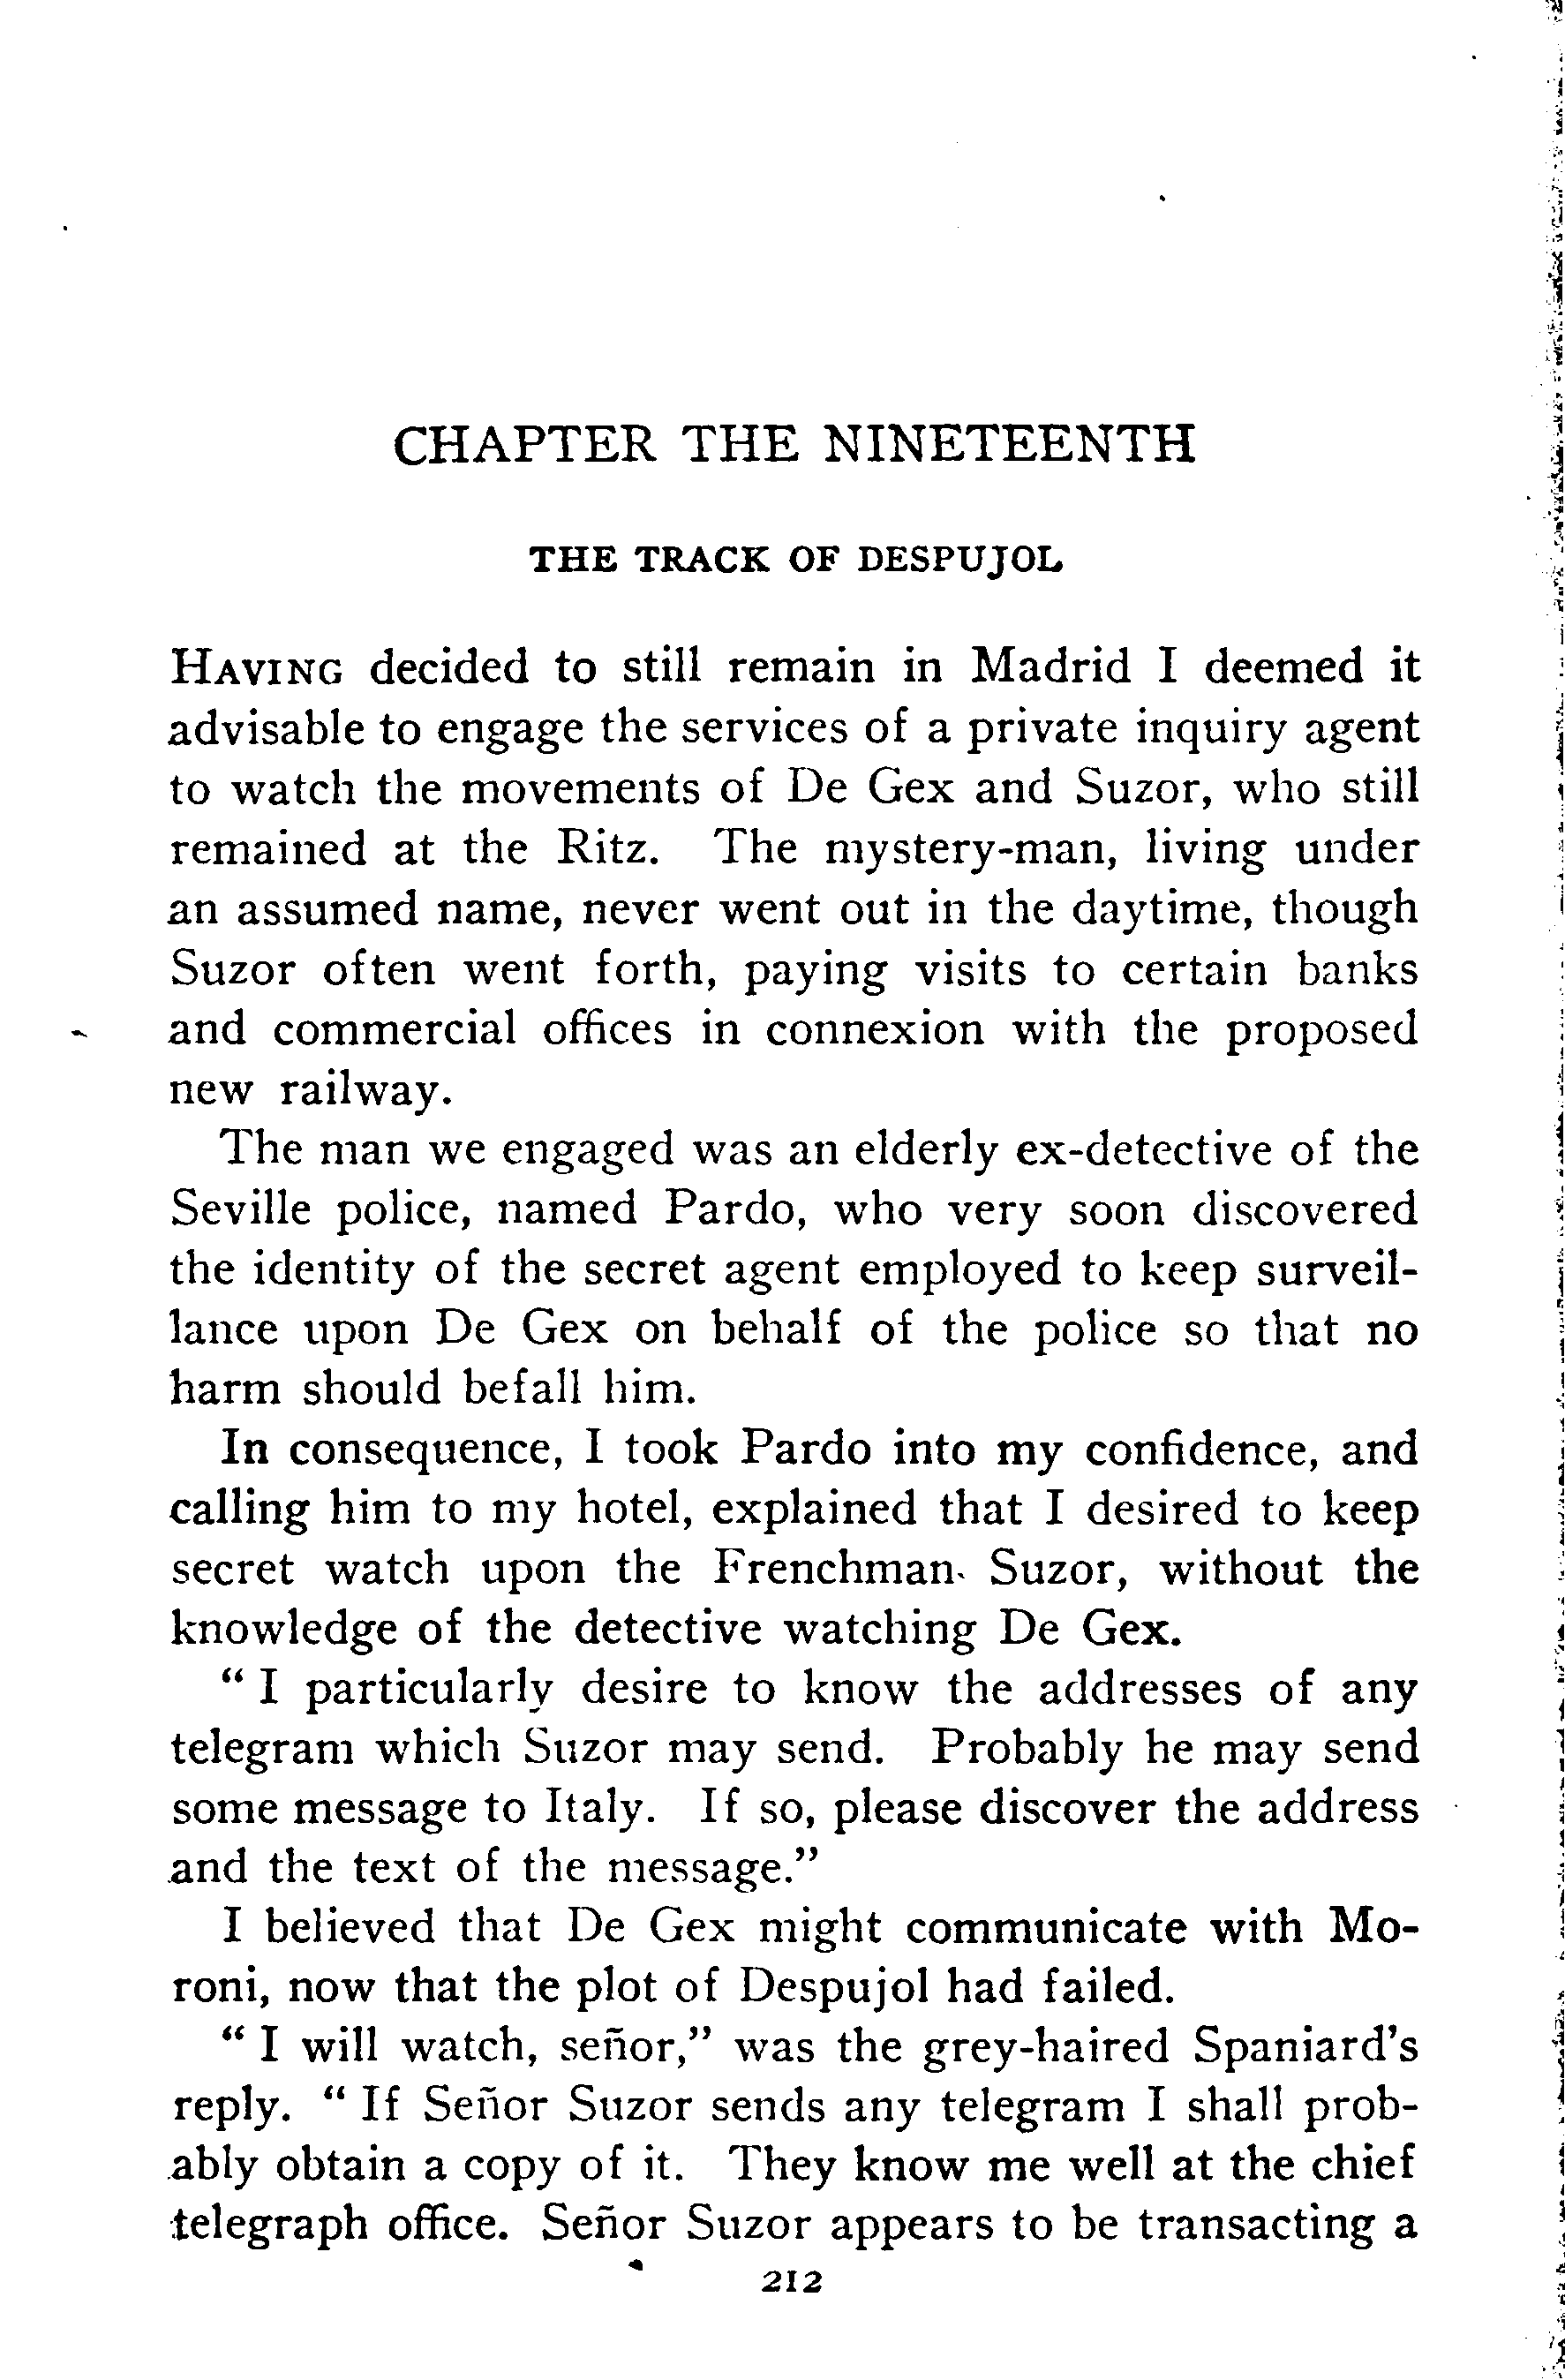 CHAPTER THE NINETEENTH
THE TRACK OF DESPUJOL
HAVING decided to still remain in Madrid I deemed it
advisable to engage the services of a private inquiry agent
to watch the movements of De Gex and Suzor, who still
remained at the Ritz. The mystery-man, living under
an assumed name, never went out in the daytime, though
Suzor often went forth, paying visits to certain banks
and commercial offices in connexion with the proposed
new railway.
The man we engaged was an elderly ex-detective of the
Seville police, named Pardo, who very soon discovered
the identity of the secret agent employed to keep surveil-
lance upon De Gex on behalf of the police so that no
harm should befall him.
In consequence, I took Pardo into my confidence, and
calling him to my hotel, explained that I desired to keep
secret watch upon the Frenchman, Suzor, without the
knowledge of the detective watching De Gex.
“ I particularly desire to know the addresses of any
telegram which Suzor may send. Probably he may send
some message to Italy. If so, please discover the address
and the text of the message.”
I believed that De Gex might communicate with Mo-
roni, now that the plot of Despujol had failed.
“ I will watch, señor,” was the grey-haired Spaniard's
reply. “ If Señor Suzor sends any telegram I shall prob-
ably obtain a copy of it. They know me well at the chief
telegraph office. Señor Suzor appears to be transacting a
212